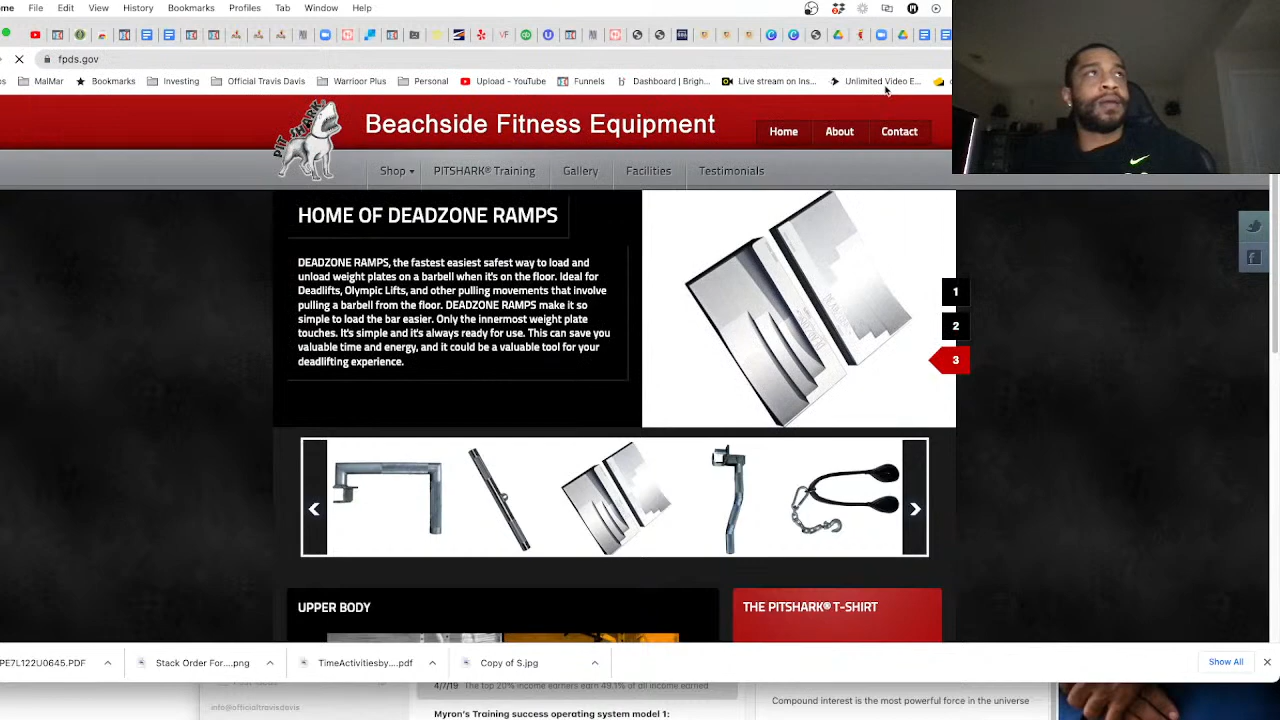 ome File Edit View History Bookmarks Profiles Tab Window Help
fpds.gov
s MalMar Bookmarks Investing Official Travis Davis Warrioor Plus Personal Upload - YouTube Funnels Dashboard | Brigh... Live stream on Ins... Unlimited Video E...
PIT SHARK
Beachside Fitness Equipment
Home About Contact
Shop PITSHARK® Training Gallery Facilities Testimonials
HOME OF DEADZONE RAMPS
DEADZONE RAMPS, the fastest easiest safest way to load and
unload weight plates on a barbell when it's on the floor. Ideal for
Deadlifts, Olympic Lifts, and other pulling movements that involve
pulling a barbell from the floor. DEADZONE RAMPS make it so
simple to load the bar easier. Only the innermost weight plate
touches. It's simple and it's always ready for use. This can save you
valuable time and energy, and it could be a valuable tool for your
deadlifting experience.
1
2
3
UPPER BODY
THE PITSHARK® T-SHIRT
PE7L122U0645.PDF Stack Order For....png TimeActivitiesby....pdf Copy of S.jpg Show All
4/7/19 The top 20% income earners earn 49.1% of all income earned
info@officialtravisdavis
Compound interest is the most powerful force in the universe
Myron's Training success operating system model 1: